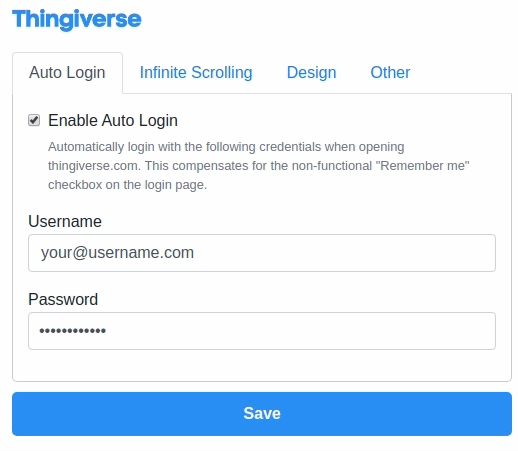 Thingiverse
Auto Login Infinite Scrolling Design Other
Enable Auto Login
Automatically login with the following credentials when opening
thingiverse.com. This compensates for the non-functional "Remember me"
checkbox on the login page.
Username
your@username.com
Password
••••••••••••
Save